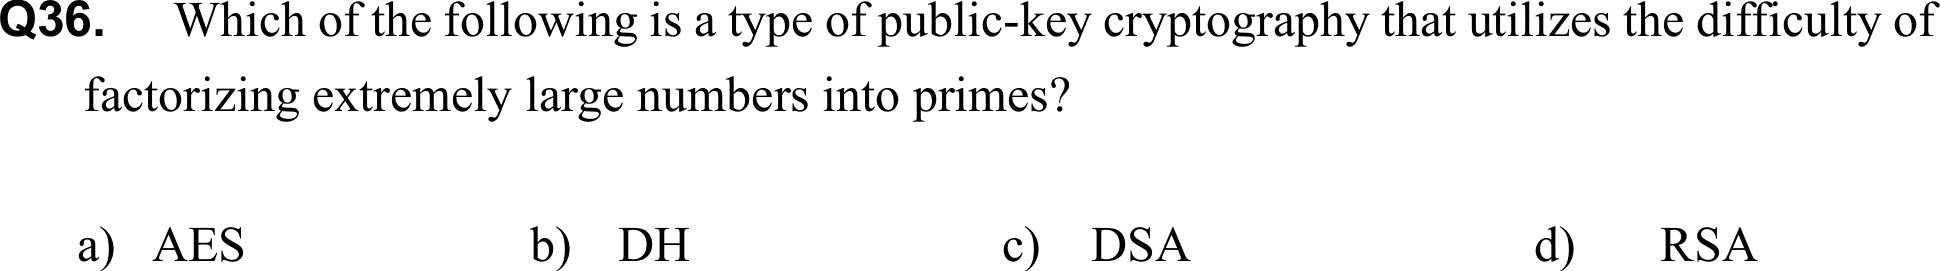 Q36. Which of the following is a type of public-key cryptography that utilizes the difficulty of
factorizing extremely large numbers into primes?
a) AES b) DH c) DSA d) RSA